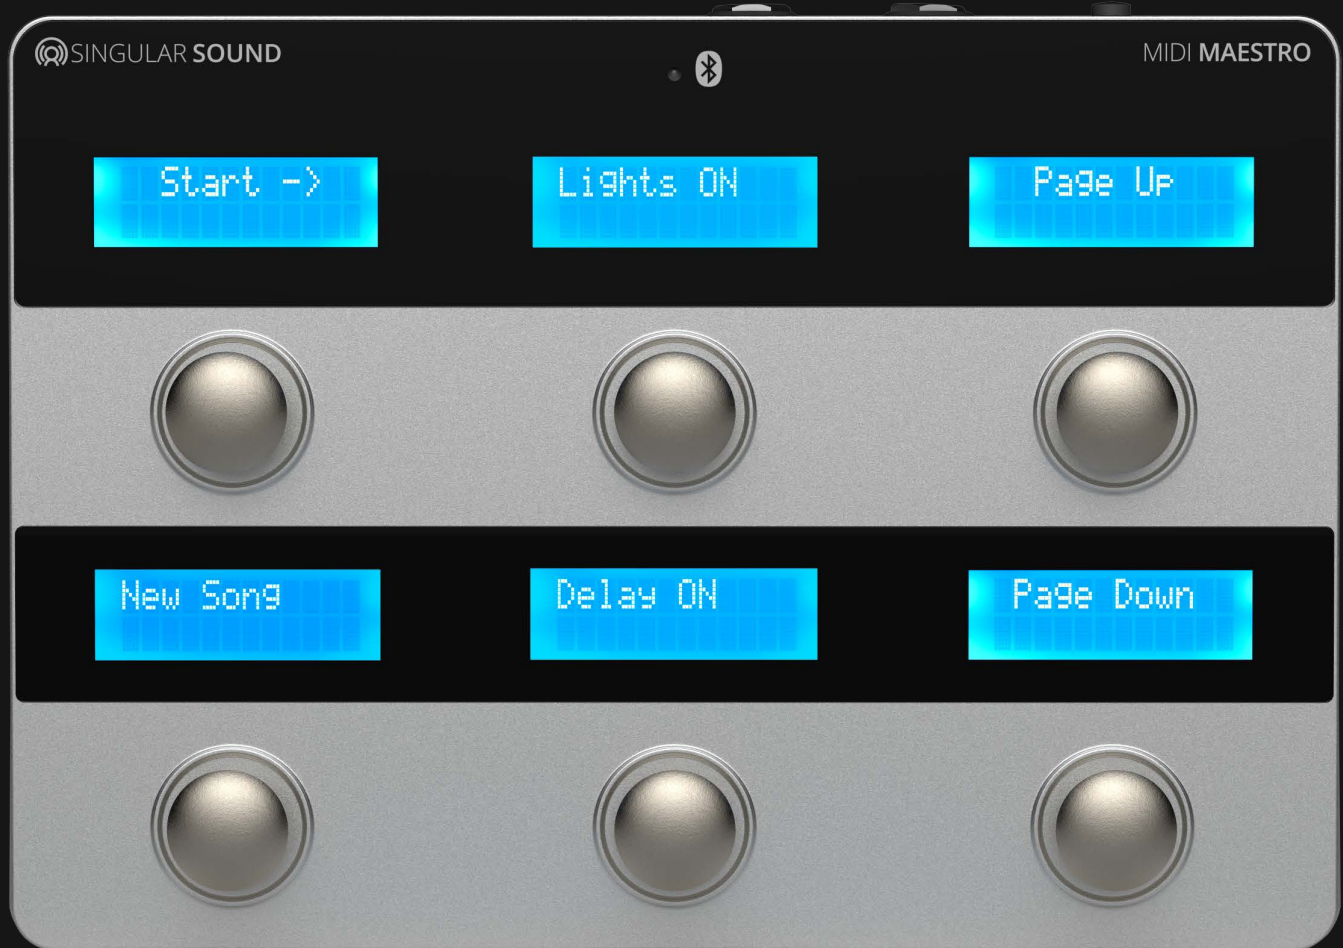 SINGULAR SOUND
MIDI MAESTRO
Start ->
Lights ON
Page Up
New Song
Delay ON
Page Down